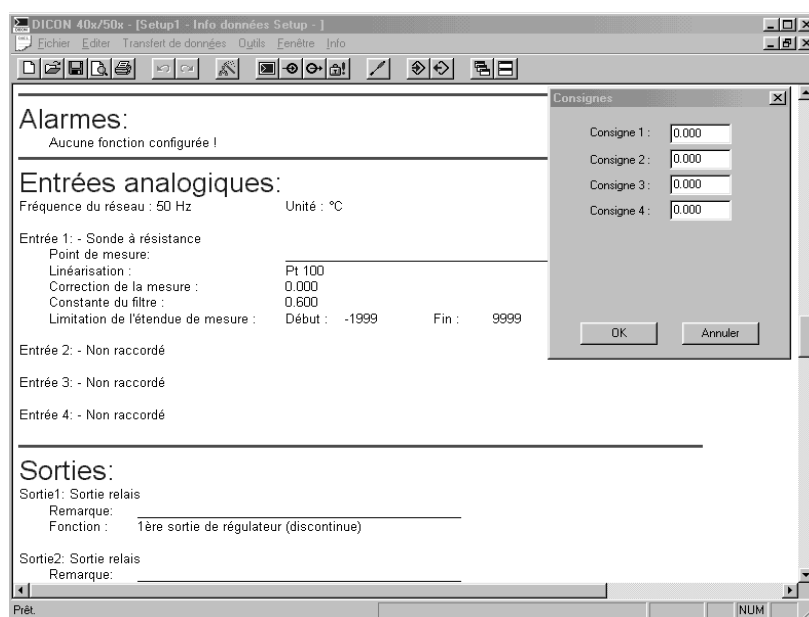 DICON 40x/50x - [Setup1 - Info données Setup - ]
Fichier Editer Transfert de données Outils Fenêtre Info
Alarmes:
Aucune fonction configurée !
Entrées analogiques:
Fréquence du réseau : 50 Hz Unité : °C
Entrée 1: - Sonde à résistance
Point de mesure:
Linéarisation : Pt 100
Correction de la mesure : 0.000
Constante du filtre : 0.600
Limitation de l'étendue de mesure : Début : -1999 Fin : 9999
Entrée 2: - Non raccordé
Entrée 3: - Non raccordé
Entrée 4: - Non raccordé
Sorties:
Sortie1: Sortie relais
Remarque:
Fonction : 1ère sortie de régulateur (discontinue)
Sortie2: Sortie relais
Remarque:
Consignes
Consigne 1 : 0.000
Consigne 2 : 0.000
Consigne 3 : 0.000
Consigne 4 : 0.000
OK Annuler
Prêt. NUM